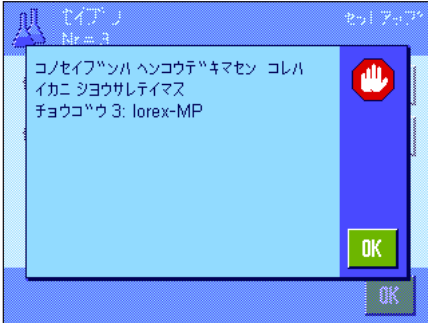 セイブン
セットアップ
Nr = 3
コノセイブンハ ヘンコウデキマセン コレハ
イカニ シヨウサレテイマス
チョウゴウ 3: lorex-MP
OK
OK